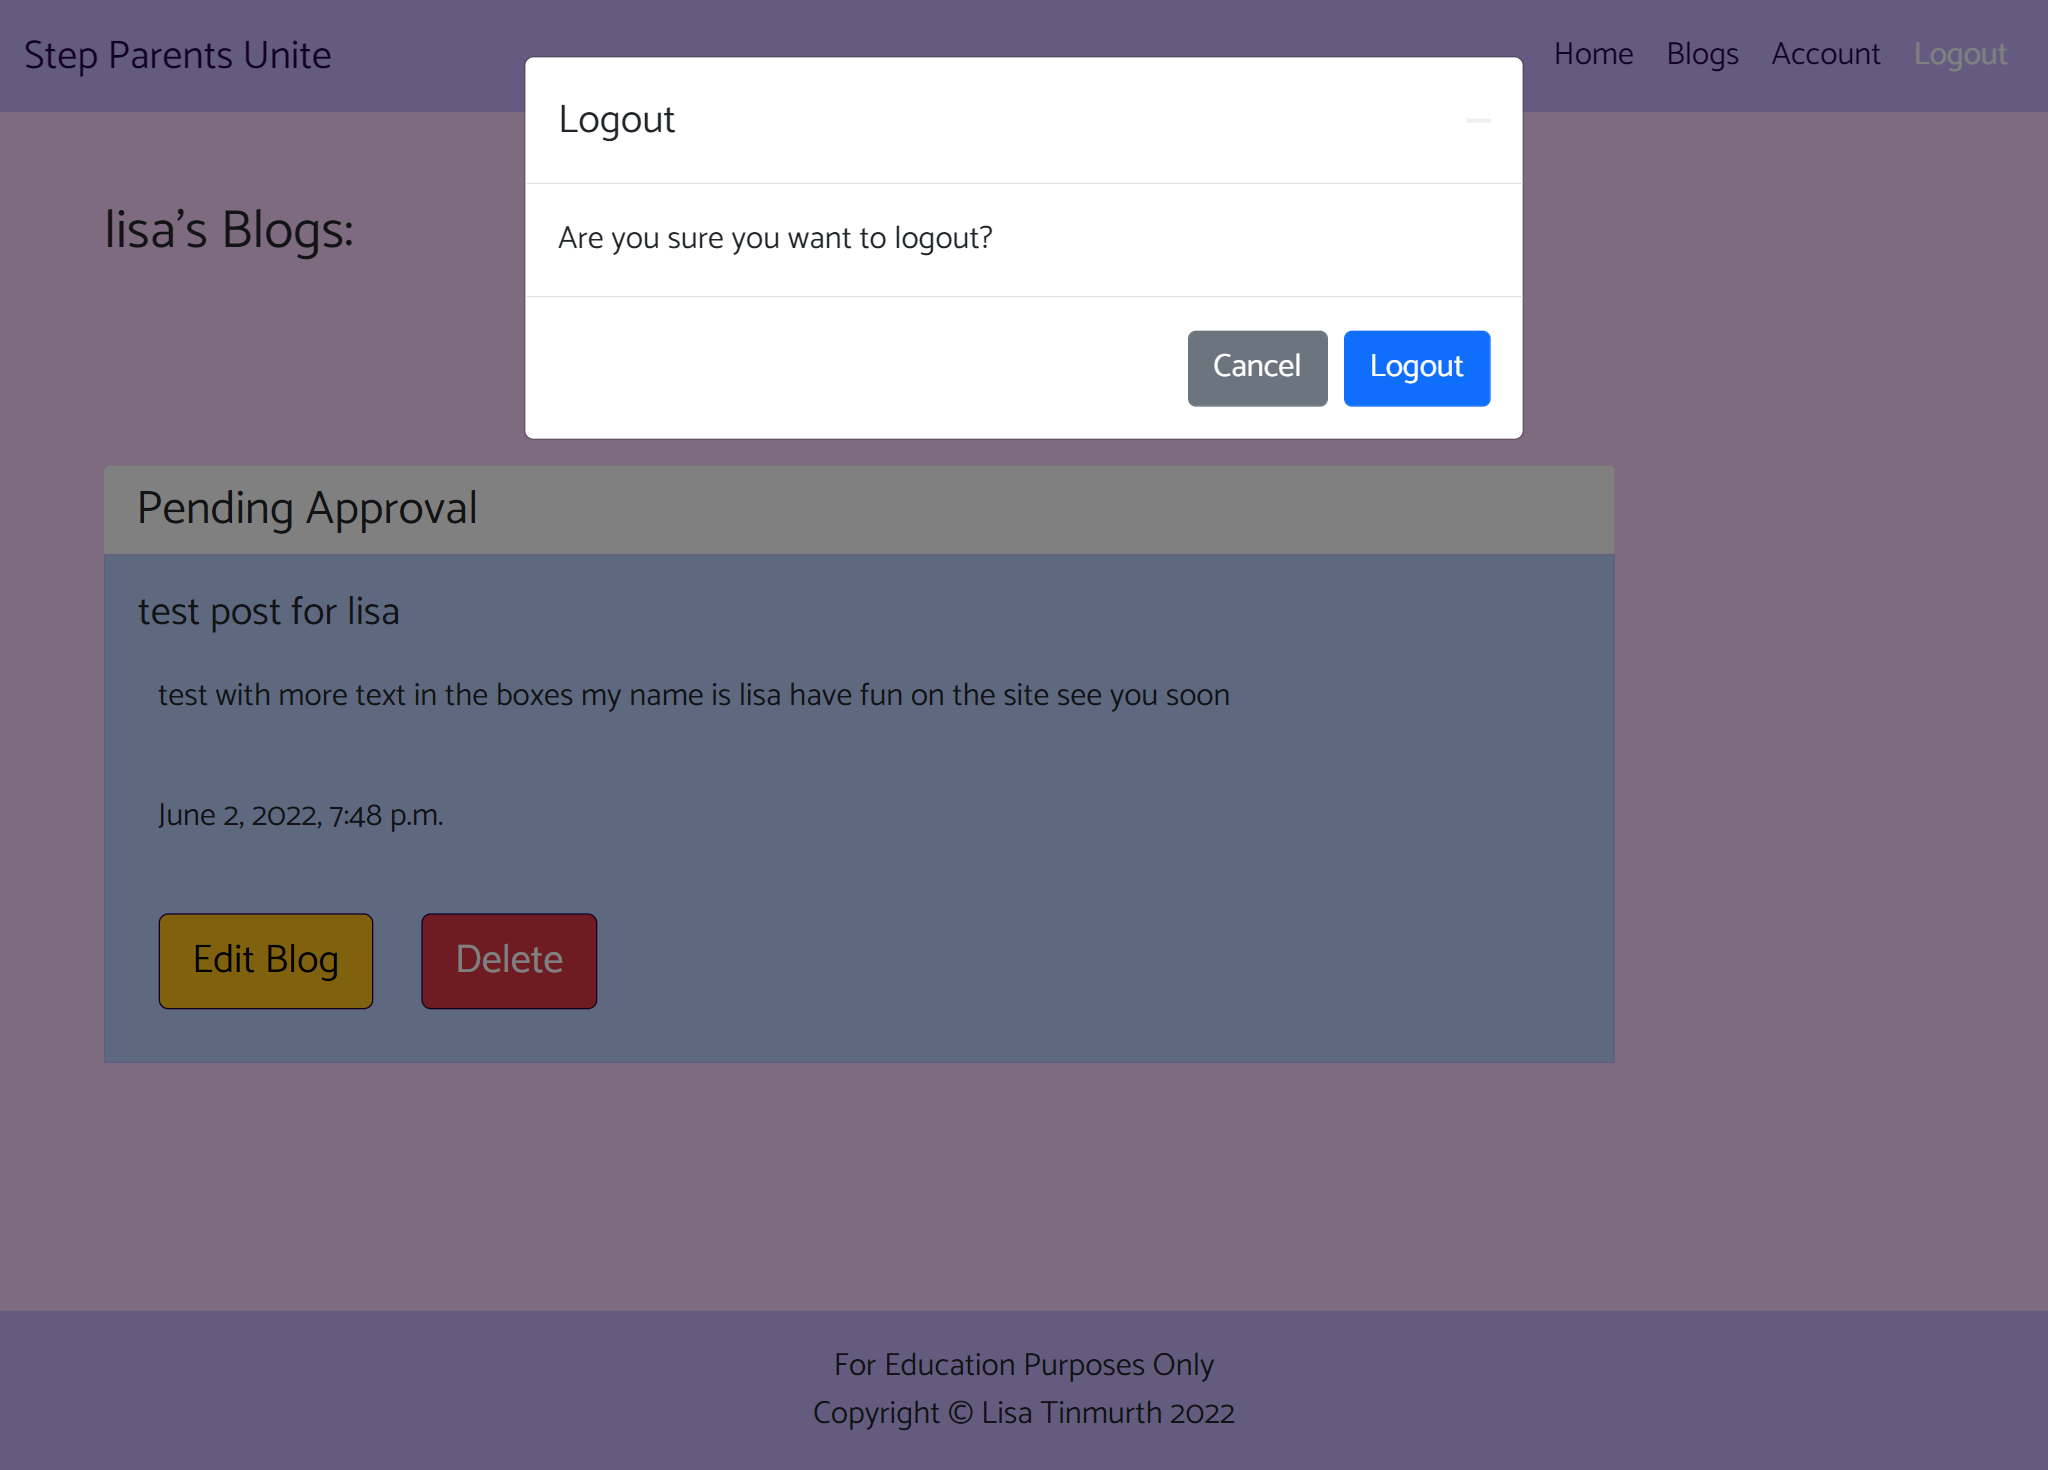 Step Parents Unite
Home Blogs Account Logout
Logout
Are you sure you want to logout?
Cancel Logout
lisa's Blogs:
Pending Approval
test post for lisa
test with more text in the boxes my name is lisa have fun on the site see you soon
June 2, 2022, 7:48 p.m.
Edit Blog Delete
For Education Purposes Only
Copyright © Lisa Tinmurth 2022